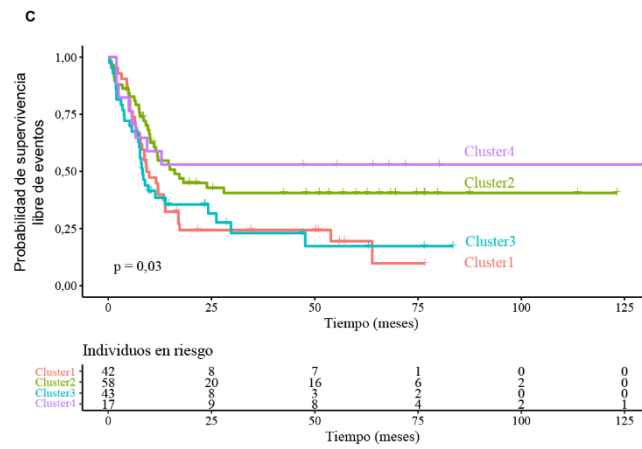 C
Probabilidad de supervivencia
libre de eventos
1,00
0,75
0,50
0,25
0,00
Cluster4
Cluster2
Cluster3
Cluster1
p = 0,03
0 25 50 75 100 125
Tiempo (meses)
Individuos en riesgo
Cluster1 42 8 7 1 0 0
Cluster2 58 20 16 6 2 0
Cluster3 43 8 3 2 0 0
Cluster4 17 9 8 4 2 1
0 25 50 75 100 125
Tiempo (meses)